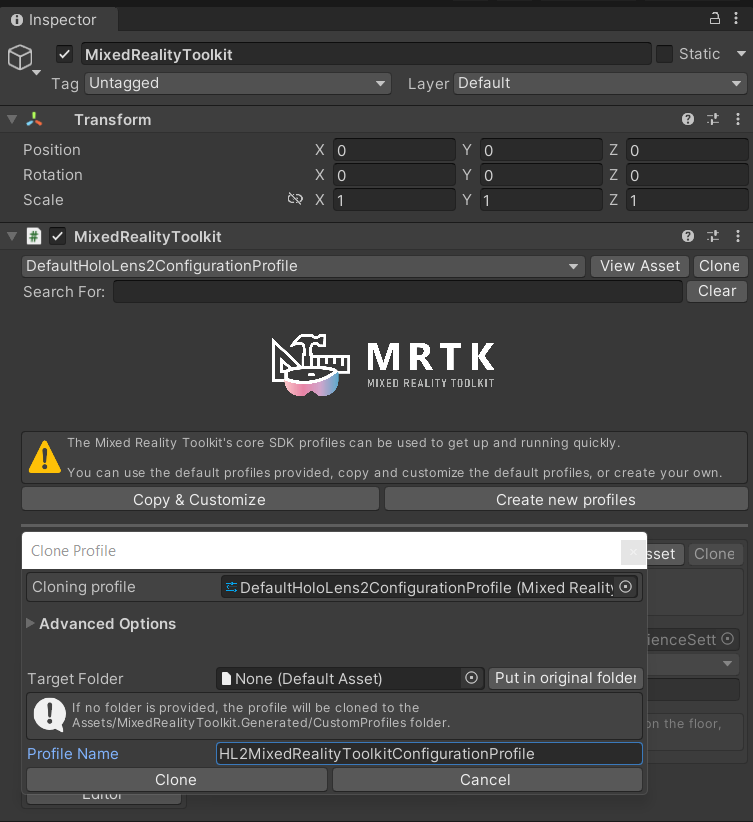 Inspector
MixedRealityToolkit
Static
Tag Untagged Layer Default
Transform
Position X 0 Y 0 Z 0
Rotation X 0 Y 0 Z 0
Scale X 1 Y 1 Z 1
# MixedRealityToolkit
DefaultHoloLens2ConfigurationProfile View Asset Clone
Search For: Clear
MRTK
MIXED REALITY TOOLKIT
The Mixed Reality Toolkit's core SDK profiles can be used to get up and running quickly.
You can use the default profiles provided, copy and customize the default profiles, or create your own.
Copy & Customize Create new profiles
Clone Profile
sset Clone
Cloning profile DefaultHoloLens2ConfigurationProfile (Mixed Reality
Advanced Options
ienceSett
Target Folder None (Default Asset) Put in original folder
If no folder is provided, the profile will be cloned to the
Assets/MixedRealityToolkit.Generated/CustomProfiles folder.
on the floor,
Profile Name HL2MixedRealityToolkitConfigurationProfile
Clone Cancel
Editor